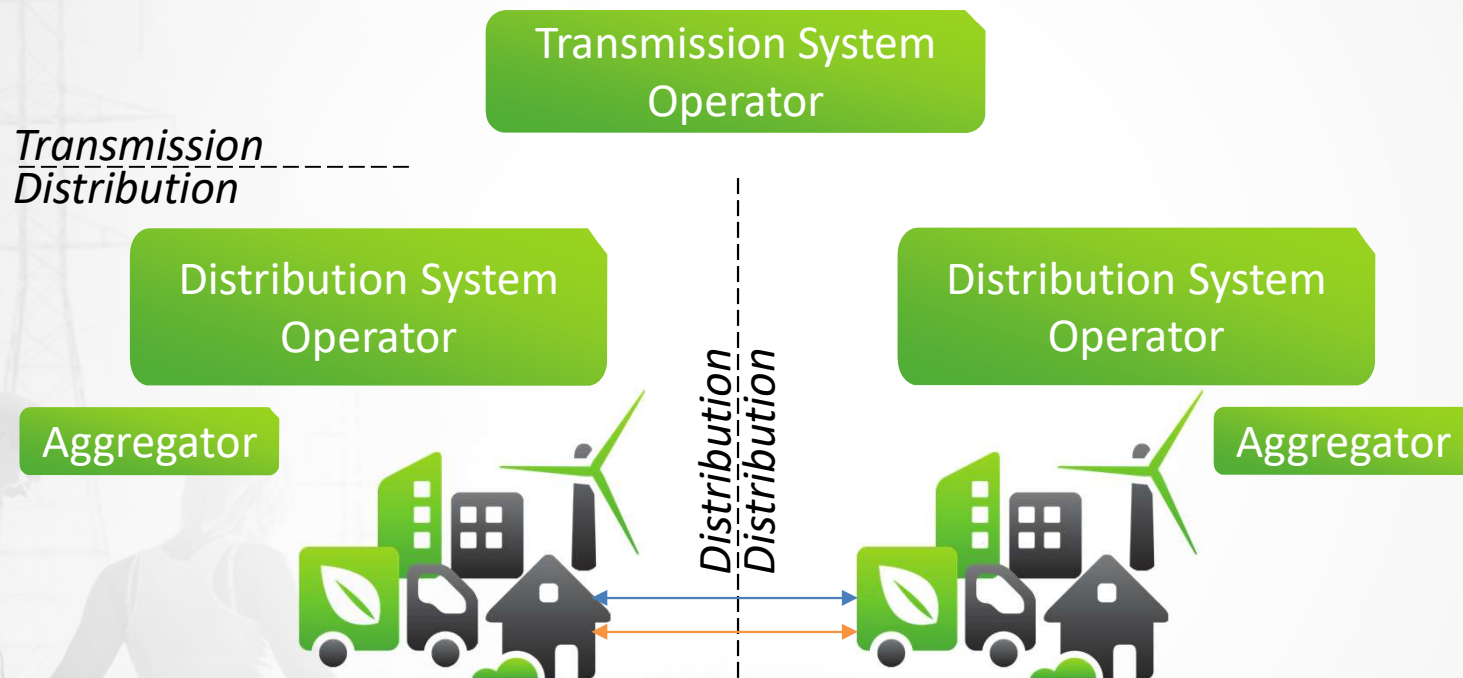 Transmission System
Operator
Transmission
Distribution
Distribution System
Operator
Distribution System
Operator
Distribution
Distribution
Aggregator
Aggregator